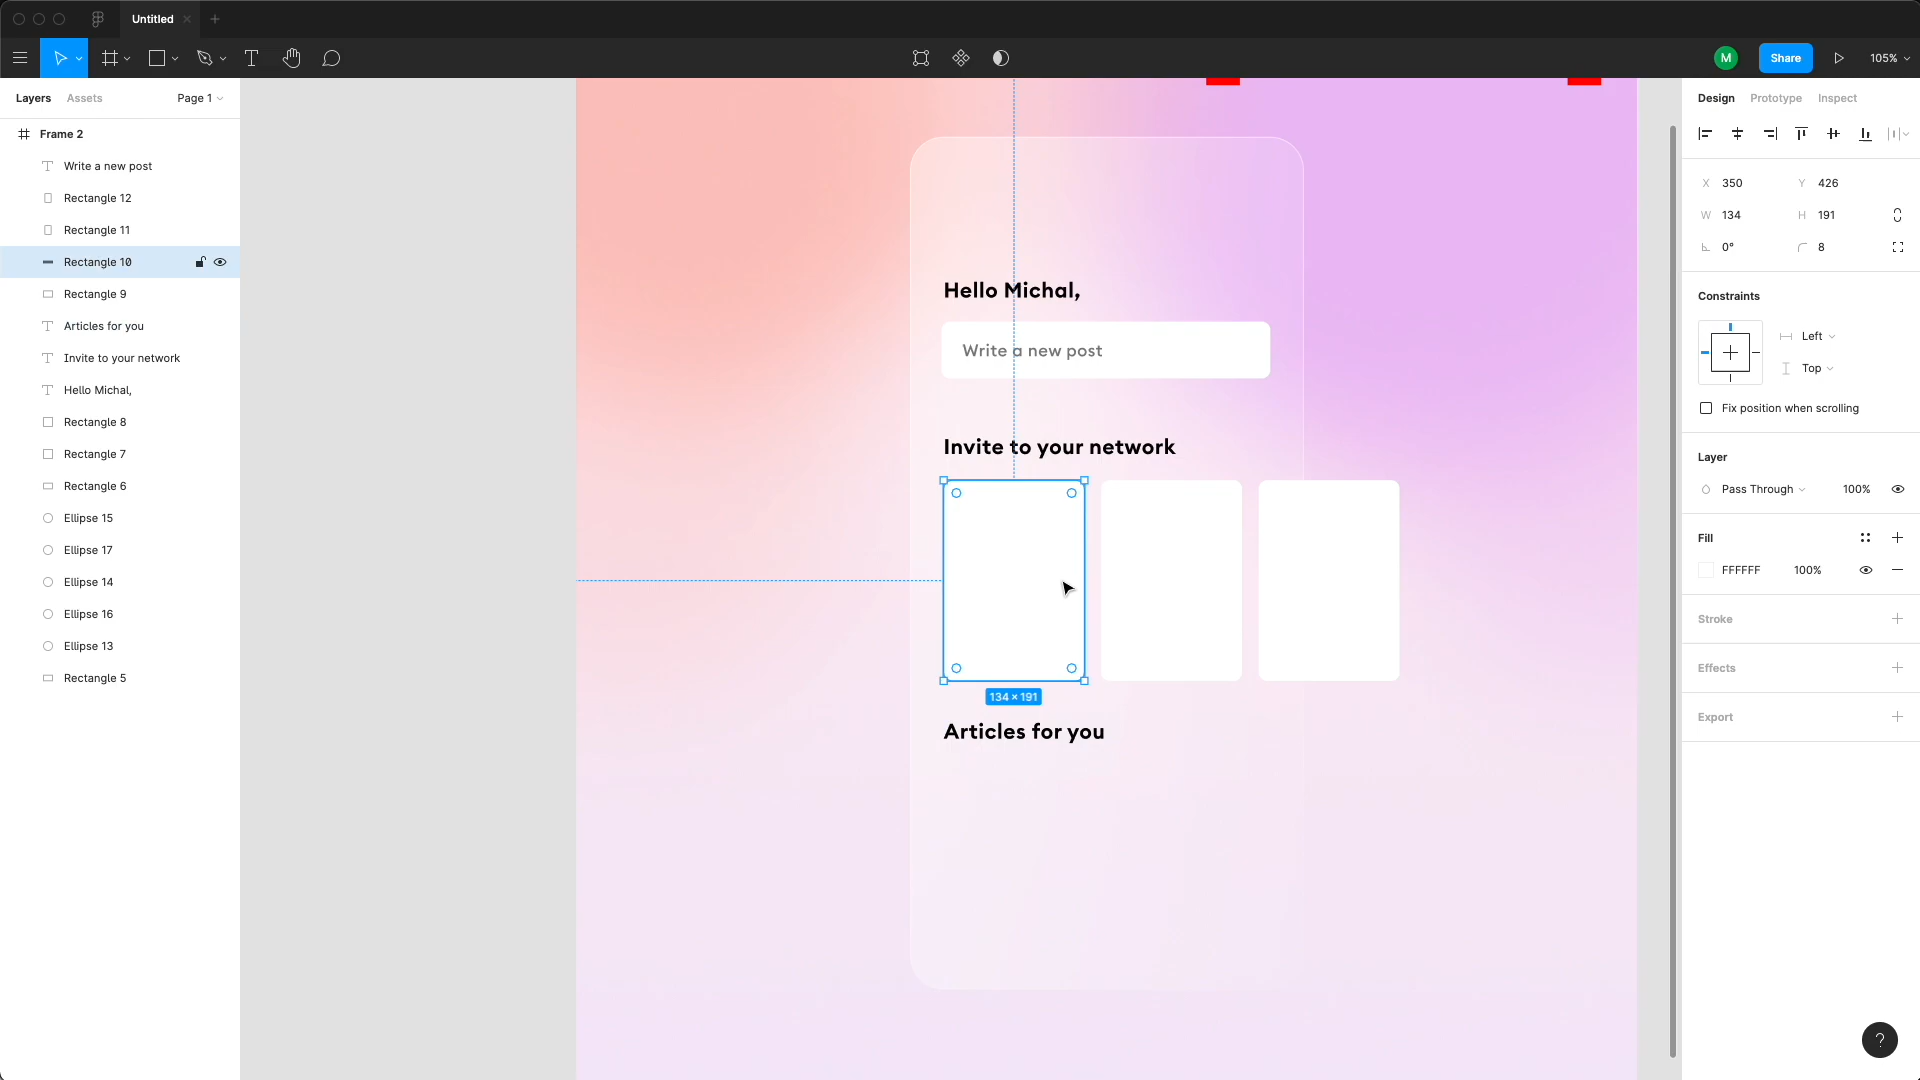 Untitled
M
Share
105%
Layers
Assets
Page 1
Frame 2
Write a new post
Rectangle 12
Rectangle 11
Rectangle 10
Rectangle 9
Articles for you
Invite to your network
Hello Michal,
Rectangle 8
Rectangle 7
Rectangle 6
Ellipse 15
Ellipse 17
Ellipse 14
Ellipse 16
Ellipse 13
Rectangle 5
Hello Michal,
Write a new post
Invite to your network
134 × 191
Articles for you
Design
Prototype
Inspect
X 350
Y 426
W 134
H 191
0°
8
Constraints
Left
Top
Fix position when scrolling
Layer
Pass Through
100%
Fill
FFFFFF
100%
Stroke
Effects
Export
?